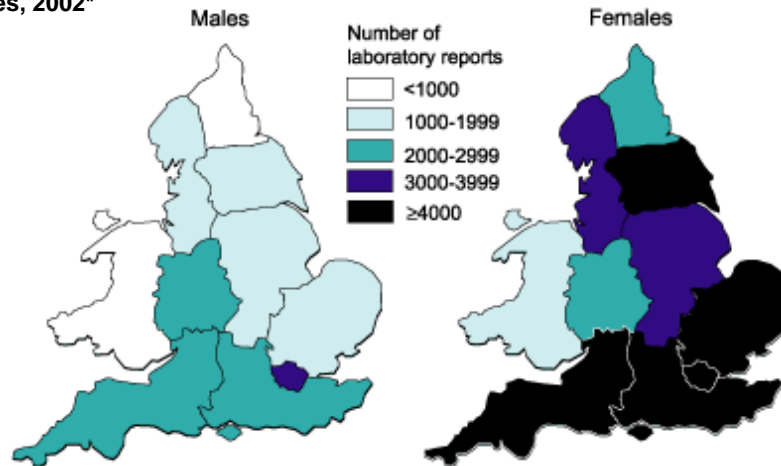 es, 2002*
Males
Number of
laboratory reports
<1000
1000-1999
2000-2999
3000-3999
≥4000
Females